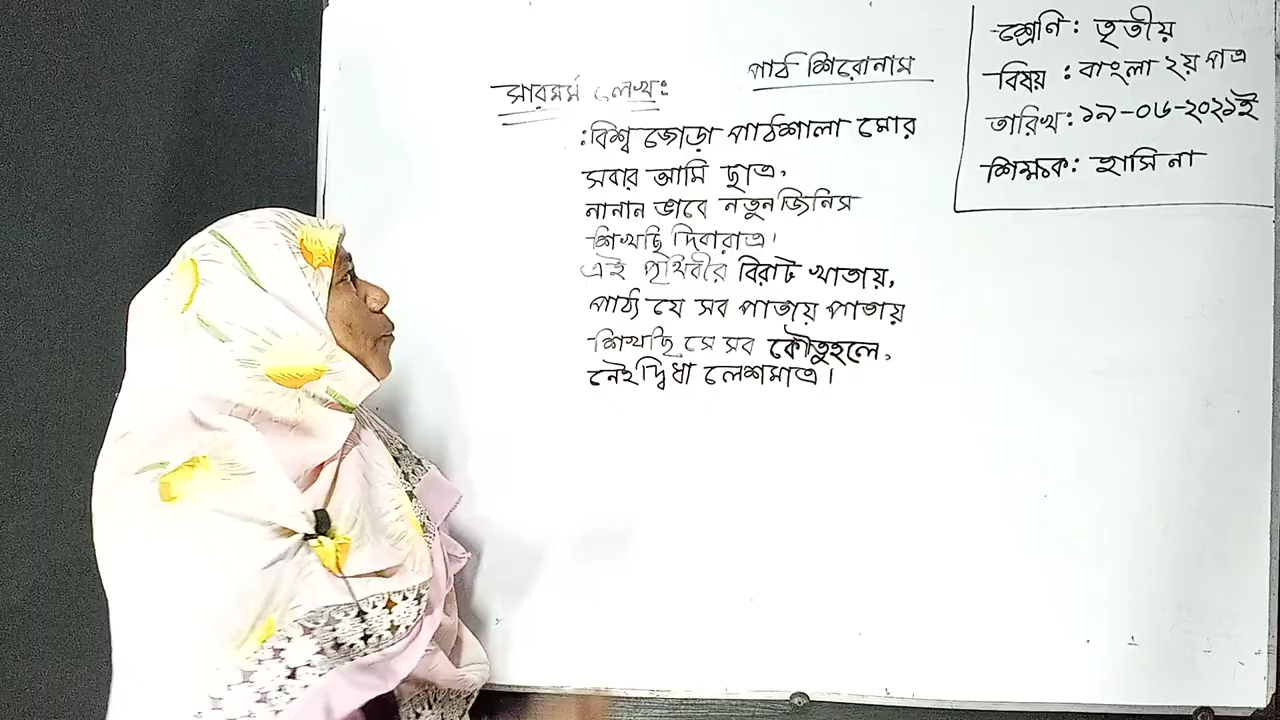 পাঠ শিরোনাম
সারমর্ম লেখ:
:বিশ্ব জোড়া পাঠশালা মোর
সবার আমি ছাত্র,
নানান ভাবে নতুন জিনিস
শিখছি দিবারাত্র।
এই পৃথিবীর বিরাট খাতায়,
পাঠ্য যে সব পাতায় পাতায়
শিখছি সে সব কৌতুহলে,
নেই দ্বিধা লেশমাত্র।
শ্রেণি: তৃতীয়
বিষয় : বাংলা ২য় পত্র
তারিখ: ১৯-০৬-২০২১ই
শিক্ষক: হাসিনা